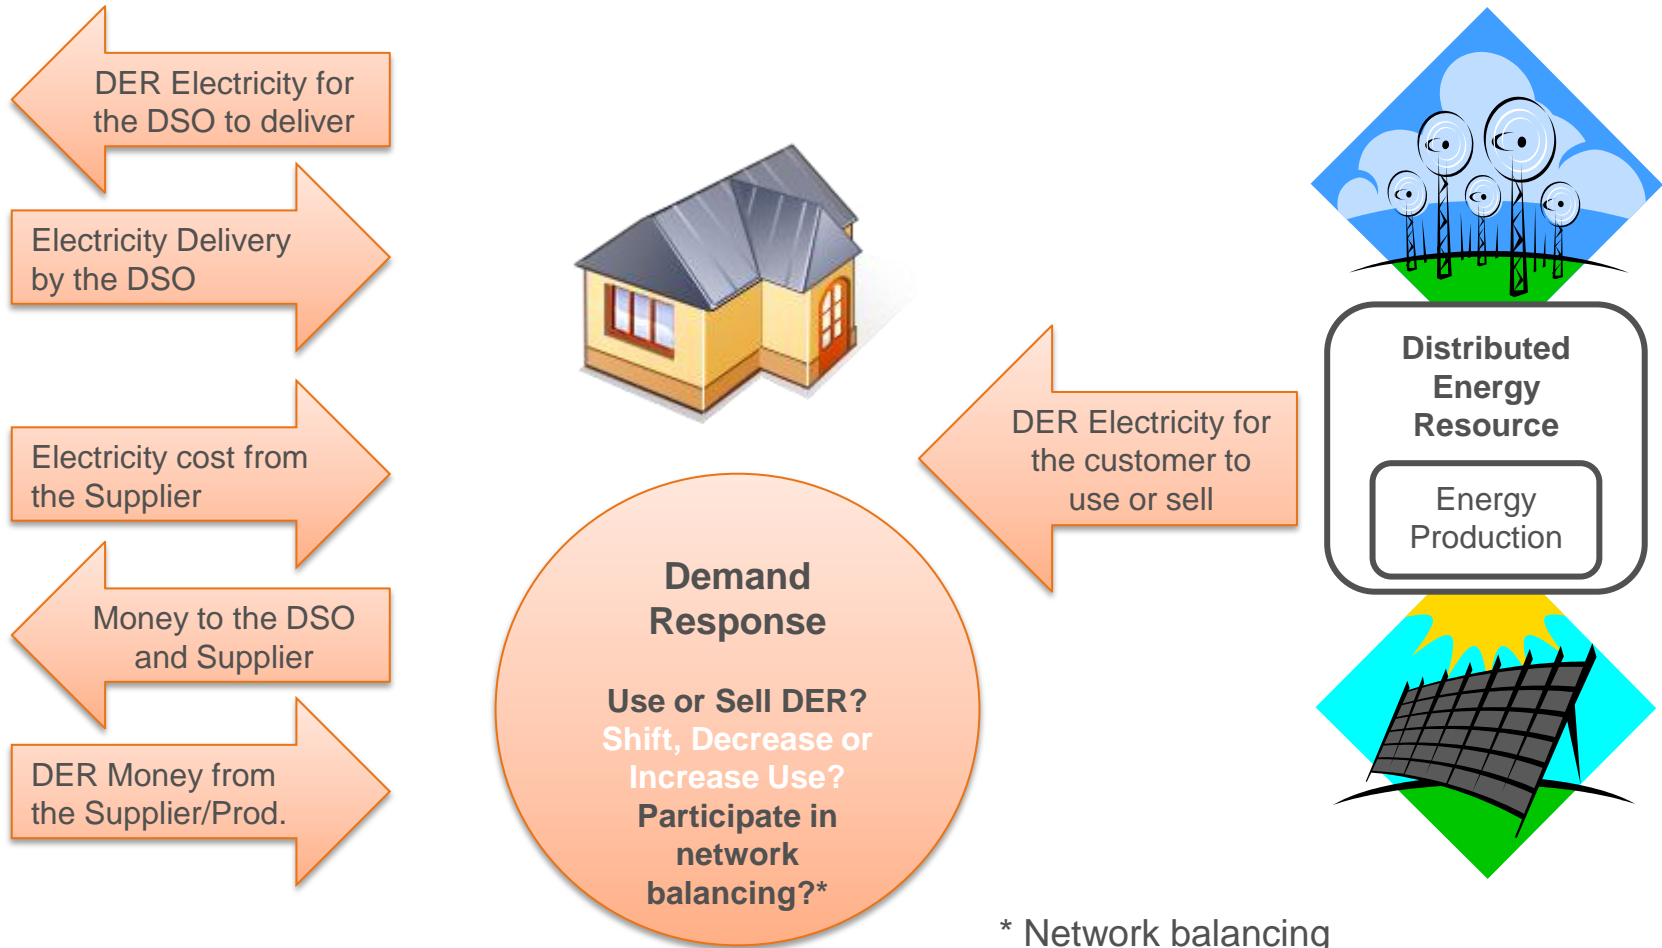 DER Electricity for
the DSO to deliver
Electricity Delivery
by the DSO
Electricity cost from
the Supplier
Money to the DSO
and Supplier
DER Money from
the Supplier/Prod.
Demand
Response
Use or Sell DER?
Shift, Decrease or
Increase Use?
Participate in
network
balancing?*
DER Electricity for
the customer to
use or sell
Distributed
Energy
Resource
Energy
Production
* Network balancing